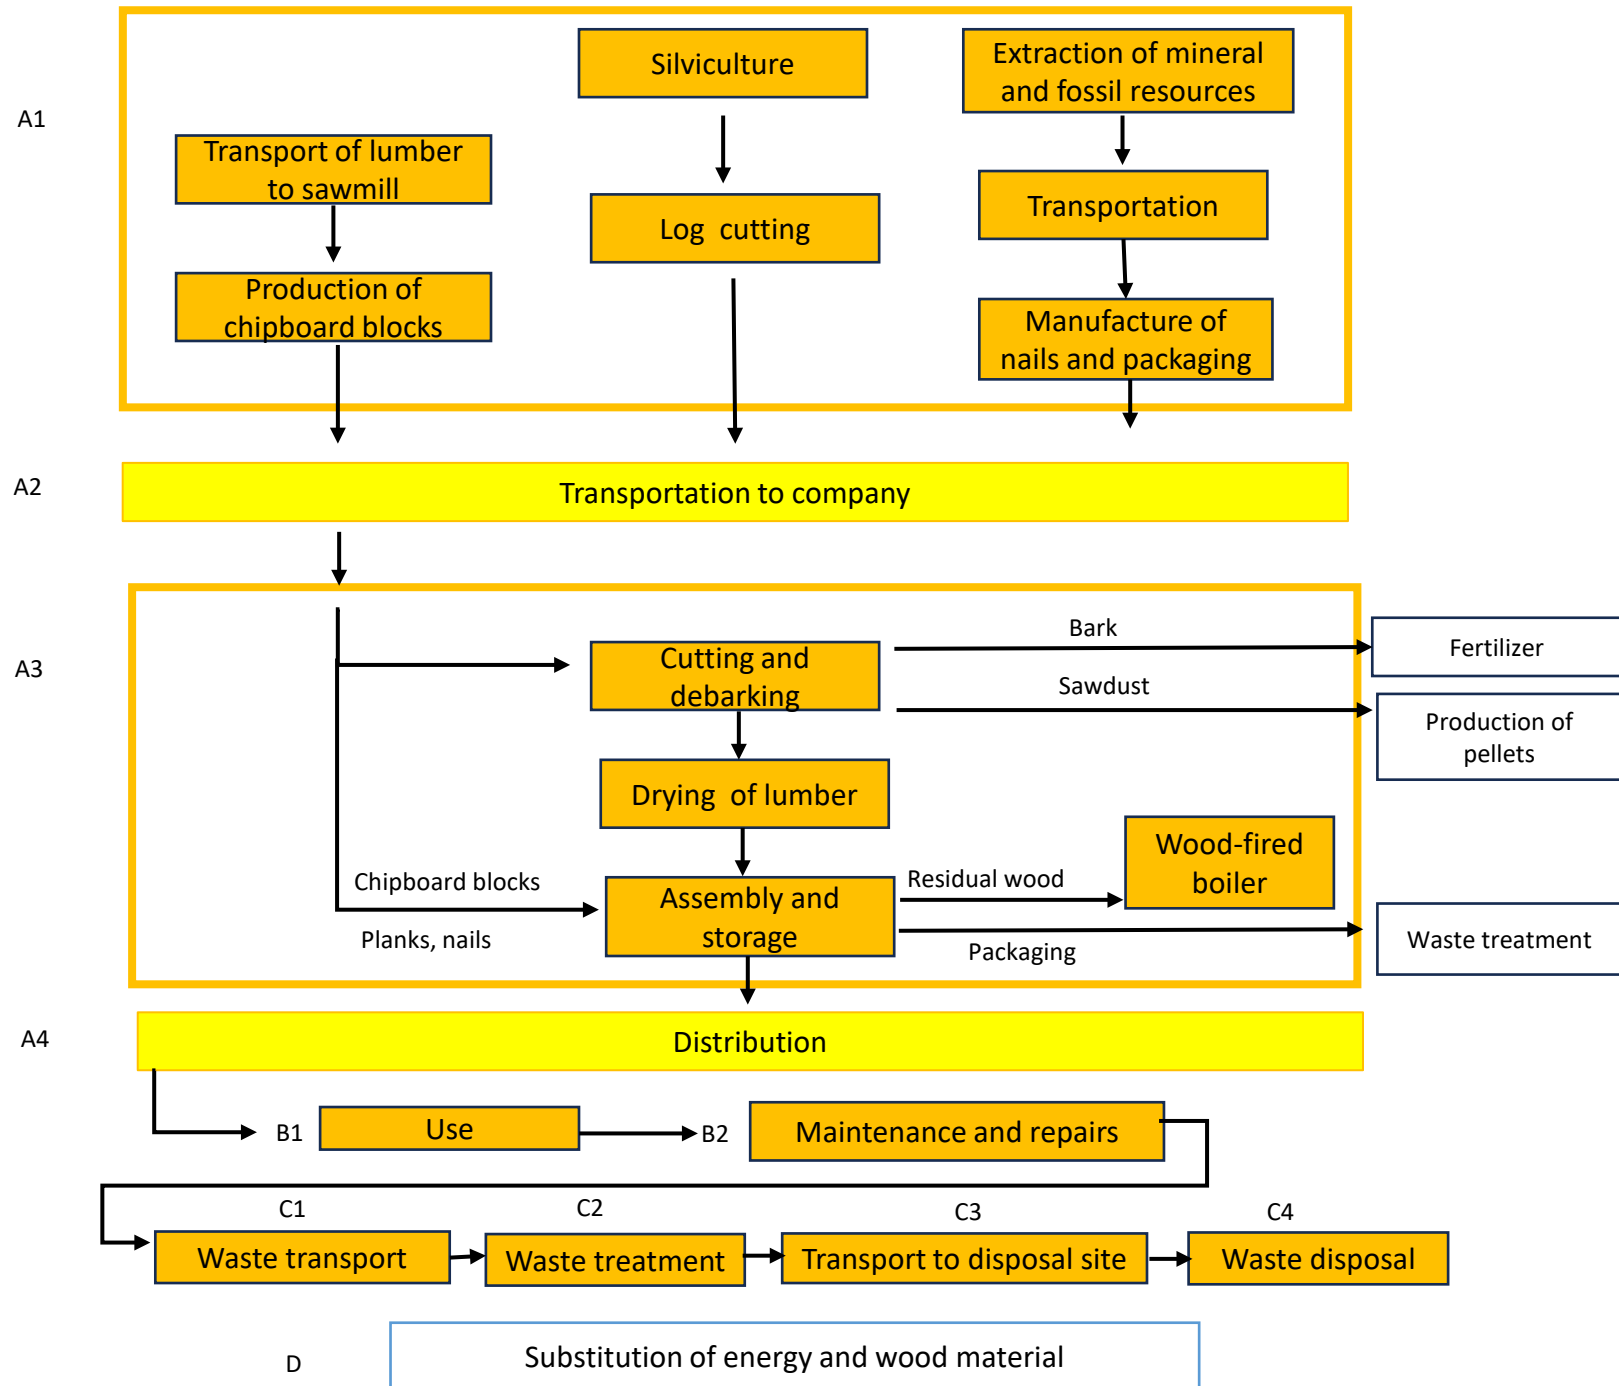 A1
Silviculture
Extraction of mineral
and fossil resources
Transport of lumber
to sawmill
Log cutting
Transportation
Production of
chipboard blocks
Manufacture of
nails and packaging
A2
Transportation to company
A3
Cutting and
debarking
Bark
Fertilizer
Sawdust
Production of
pellets
Drying of lumber
Chipboard blocks
Planks, nails
Assembly and
storage
Residual wood
Wood-fired
boiler
Packaging
Waste treatment
A4
Distribution
B1
Use
B2
Maintenance and repairs
C1
C2
C3
C4
Waste transport
Waste treatment
Transport to disposal site
Waste disposal
D
Substitution of energy and wood material